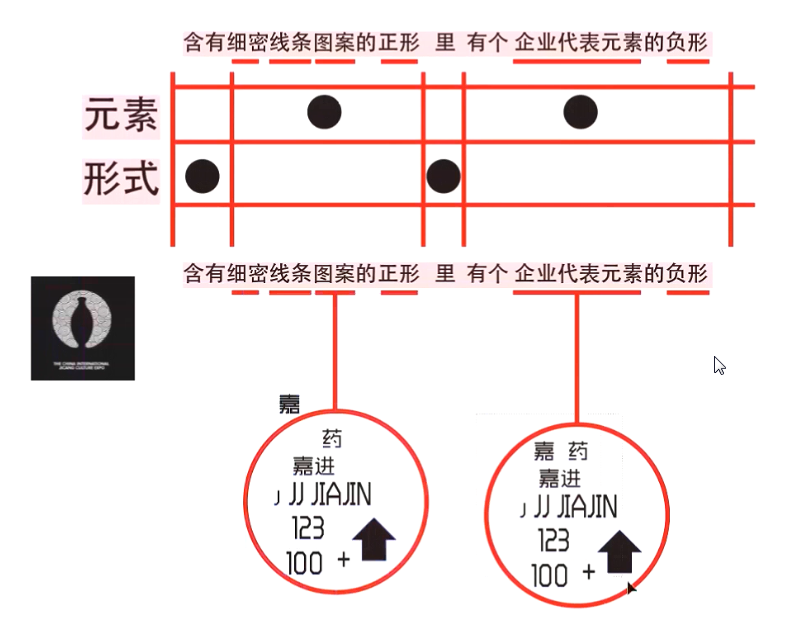 含有细密线条图案的正形 里 有个 企业代表元素的负形
元素
形式
含有细密线条图案的正形 里 有个 企业代表元素的负形
THE CHINA INTERNATIONAL
JICANG CULTURE EXPO
嘉
药
嘉进
J JJ JIAJIN
123
100 +
嘉 药
嘉进
J JJ JIAJIN
123
100 +